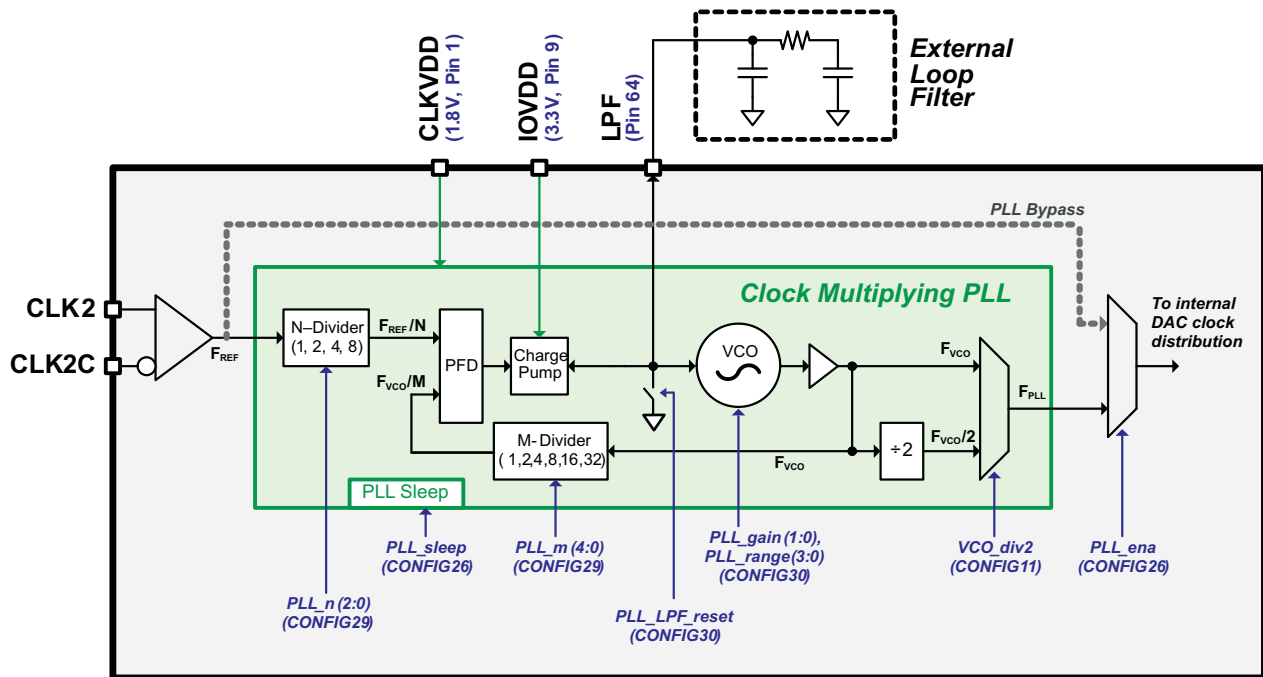 External
Loop
Filter
CLKVDD
(1.8V, Pin 1)
IOVDD
(3.3V, Pin 9)
LPF
(Pin 64)
PLL Bypass
Clock Multiplying PLL
CLK2
CLK2C
FREF
N–Divider
(1, 2, 4, 8)
FREF/N
FVCO/M
PFD
Charge
Pump
VCO
FVCO
FPLL
To internal
DAC clock
distribution
M- Divider
( 1,2,4,8,16,32)
FVCO
÷2
FVCO/2
PLL Sleep
PLL_sleep
(CONFIG26)
PLL_m (4:0)
(CONFIG29)
PLL_gain (1:0),
PLL_range(3:0)
(CONFIG30)
VCO_div2
(CONFIG11)
PLL_ena
(CONFIG26)
PLL_n (2:0)
(CONFIG29)
PLL_LPF_reset
(CONFIG30)